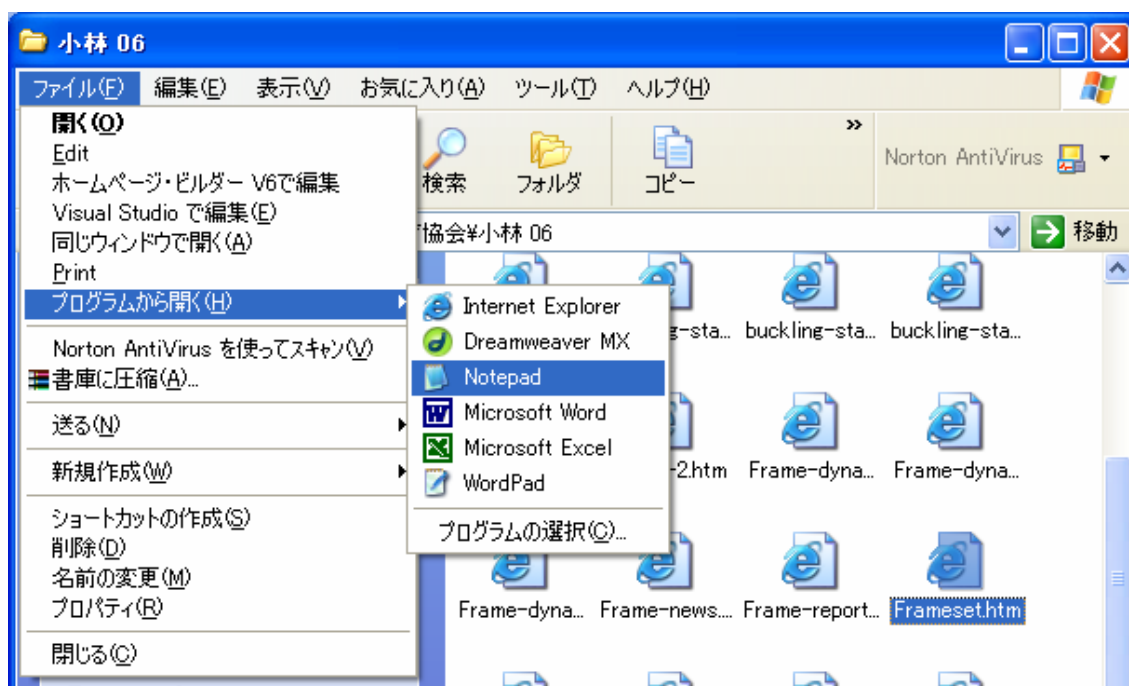 小林 06
ファイル(F) 編集(E) 表示(V) お気に入り(A) ツール(T) ヘルプ(H)
開く(O)
Edit
ホームページ・ビルダー V6で編集
Visual Studio で編集(E)
同じウィンドウで開く(A)
Print
プログラムから開く(H)
Norton AntiVirus を使ってスキャン(V)
書庫に圧縮(A)...
送る(N)
新規作成(W)
ショートカットの作成(S)
削除(D)
名前の変更(M)
プロパティ(R)
閉じる(C)
検索 フォルダ コピー » Norton AntiVirus
協会¥小林 06 移動
Internet Explorer
Dreamweaver MX
Notepad
Microsoft Word
Microsoft Excel
WordPad
プログラムの選択(C)...
g-sta... buckling-sta... buckling-sta...
-2.htm Frame-dyna... Frame-dyna...
Frame-dyna... Frame-news.... Frame-report... Frameset.htm